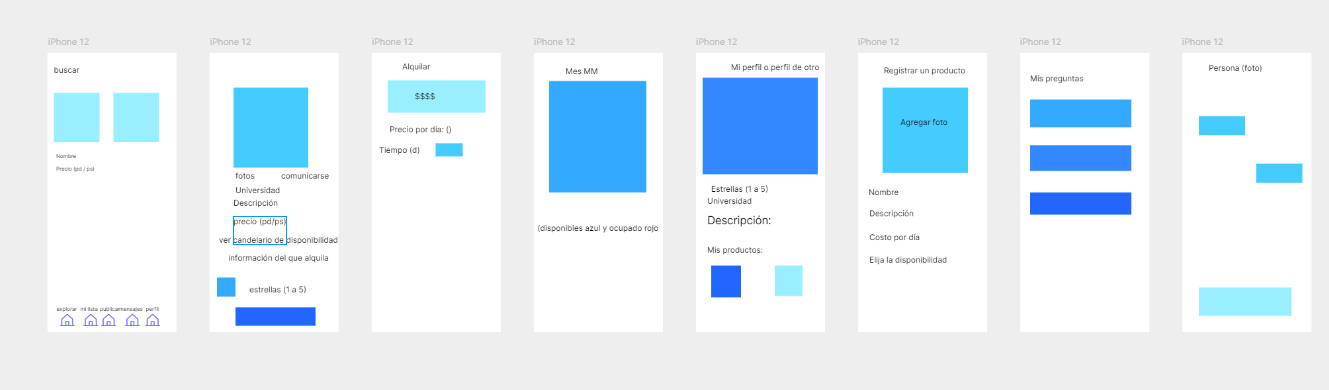 iPhone 12
buscar
Nombre
Precio (pd / ps)
explorar mi lista publicar mensajes perfil
iPhone 12
fotos comunicarse
Universidad
Descripción
precio (pd/ps)
ver candelario de disponibilidad
información del que alquila
estrellas (1 a 5)
iPhone 12
Alquilar
$$$$
Precio por día: ()
Tiempo (d)
iPhone 12
Mes MM
(disponibles azul y ocupado rojo
iPhone 12
Mi perfil o perfil de otro
Estrellas (1 a 5)
Universidad
Descripción:
Mis productos:
iPhone 12
Registrar un producto
Agregar foto
Nombre
Descripción
Costo por día
Elija la disponibilidad
iPhone 12
Mis preguntas
iPhone 12
Persona (foto)